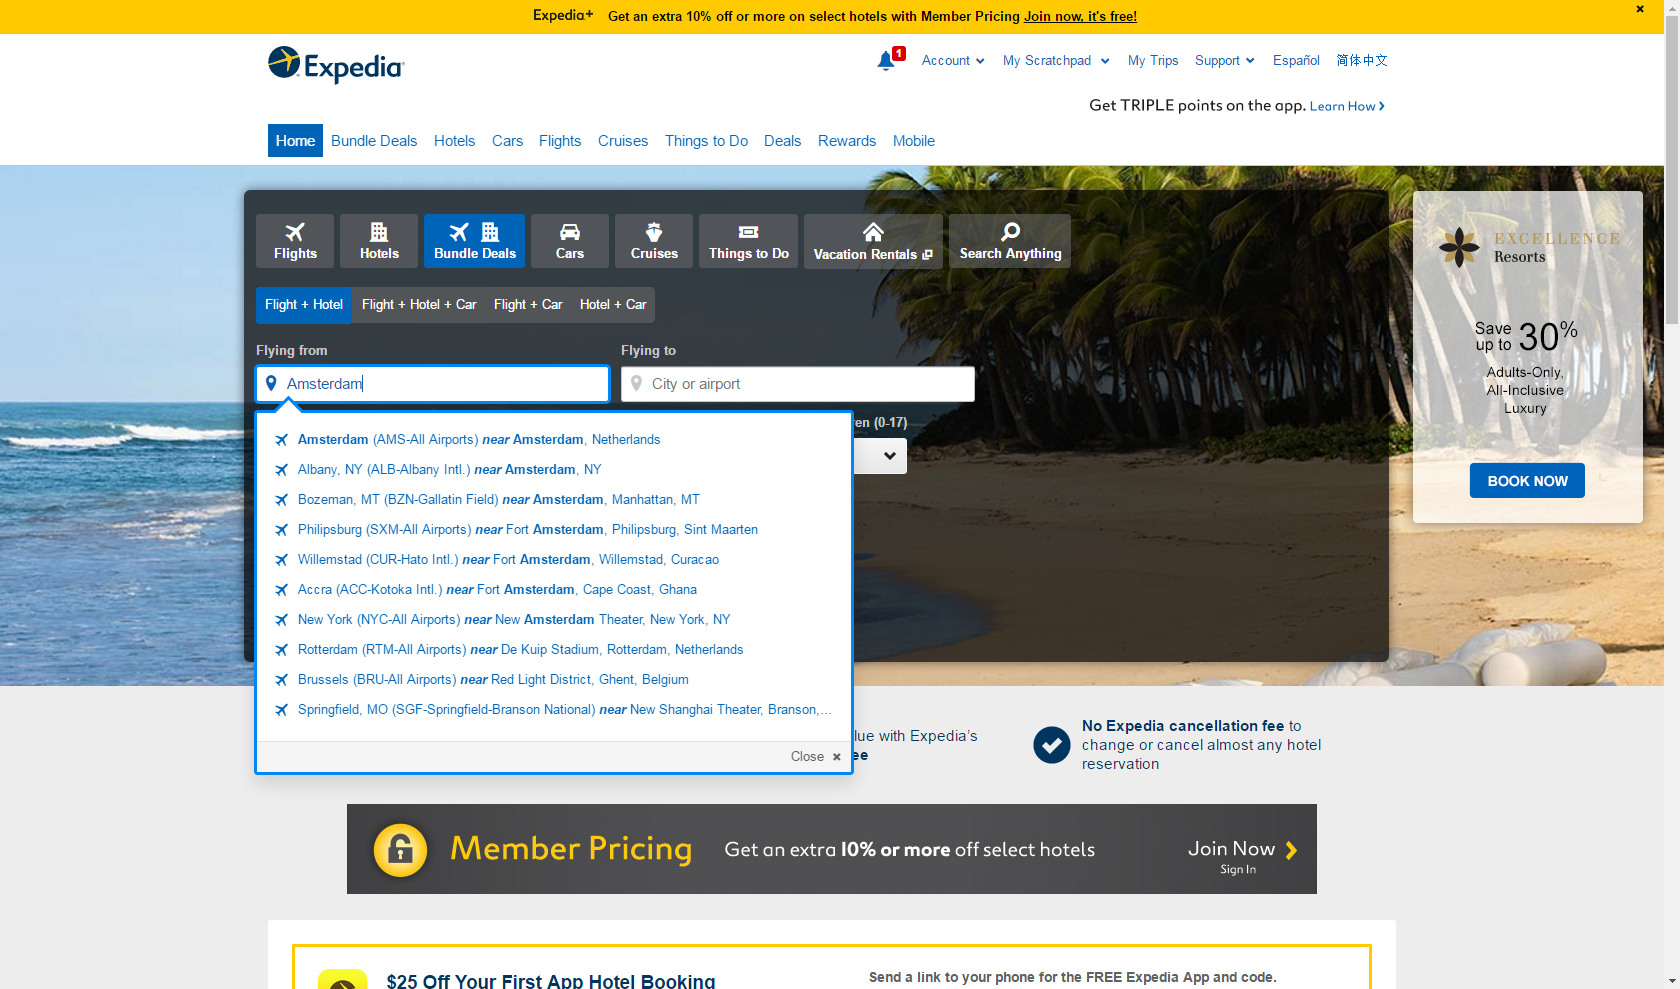 Expedia+ Get an extra 10% off or more on select hotels with Member Pricing Join now, it's free!
Expedia
1 Account My Scratchpad My Trips Support Español 简体中文
Get TRIPLE points on the app. Learn How
Home Bundle Deals Hotels Cars Flights Cruises Things to Do Deals Rewards Mobile
Flights Hotels Bundle Deals Cars Cruises Things to Do Vacation Rentals Search Anything
Flight + Hotel Flight + Hotel + Car Flight + Car Hotel + Car
Flying from Flying to
Amsterdam City or airport
ren (0-17)
Amsterdam (AMS-All Airports) near Amsterdam, Netherlands
Albany, NY (ALB-Albany Intl.) near Amsterdam, NY
Bozeman, MT (BZN-Gallatin Field) near Amsterdam, Manhattan, MT
Philipsburg (SXM-All Airports) near Fort Amsterdam, Philipsburg, Sint Maarten
Willemstad (CUR-Hato Intl.) near Fort Amsterdam, Willemstad, Curacao
Accra (ACC-Kotoka Intl.) near Fort Amsterdam, Cape Coast, Ghana
New York (NYC-All Airports) near New Amsterdam Theater, New York, NY
Rotterdam (RTM-All Airports) near De Kuip Stadium, Rotterdam, Netherlands
Brussels (BRU-All Airports) near Red Light District, Ghent, Belgium
Springfield, MO (SGF-Springfield-Branson National) near New Shanghai Theater, Branson,...
Close
EXCELLENCE
Resorts
Save
up to 30%
Adults-Only,
All-Inclusive
Luxury
BOOK NOW
lue with Expedia's
ee
No Expedia cancellation fee to
change or cancel almost any hotel
reservation
Member Pricing Get an extra 10% or more off select hotels Join Now
Sign In
$25 Off Your First App Hotel Booking
Send a link to your phone for the FREE Expedia App and code.